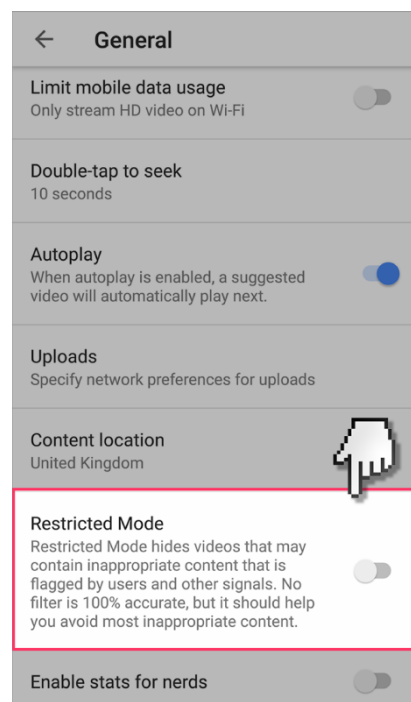 General
Limit mobile data usage
Only stream HD video on Wi-Fi
Double-tap to seek
10 seconds
Autoplay
When autoplay is enabled, a suggested
video will automatically play next.
Uploads
Specify network preferences for uploads
Content location
United Kingdom
Restricted Mode
Restricted Mode hides videos that may
contain inappropriate content that is
flagged by users and other signals. No
filter is 100% accurate, but it should help
you avoid most inappropriate content.
Enable stats for nerds